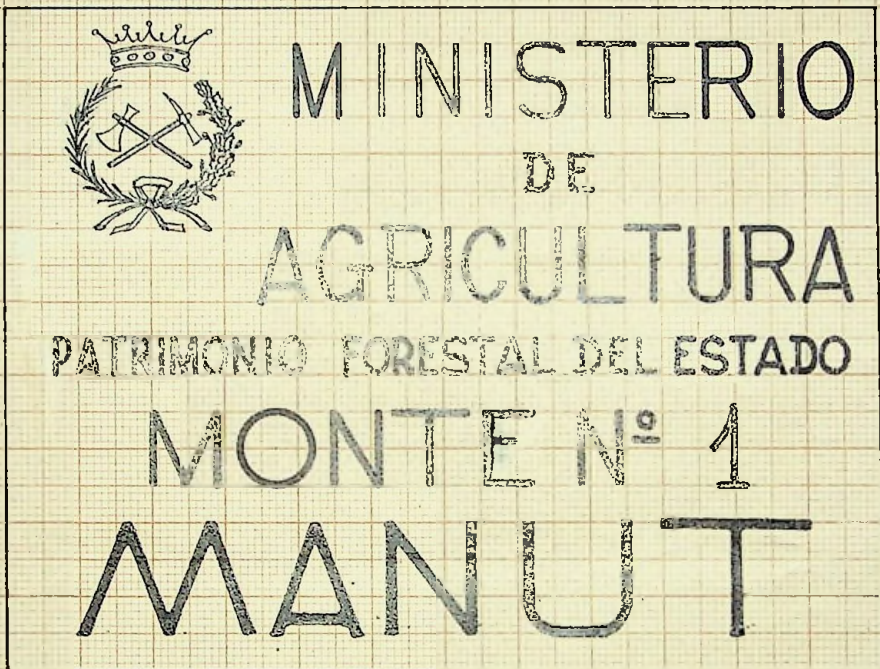 MINISTERIO
DE
AGRICULTURA
PATRIMONIO FORESTAL DEL ESTADO
MONTE Nº 1
MANUT